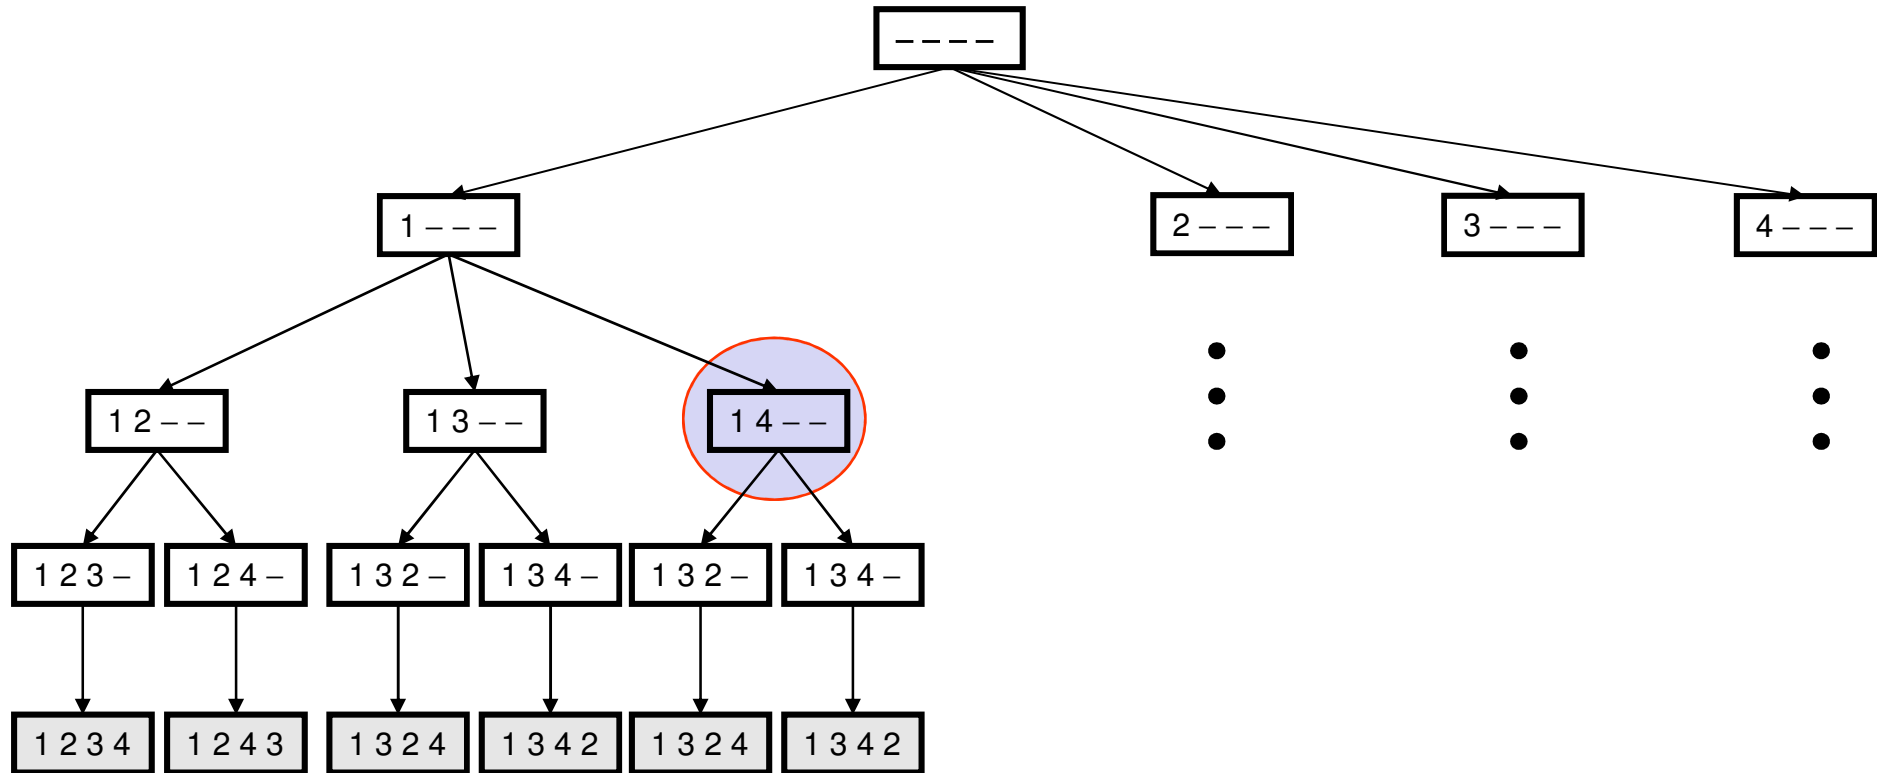 – – – –
1 – – –
2 – – –
3 – – –
4 – – –
1 2 – –
1 3 – –
1 4 – –
1 2 3 –
1 2 4 –
1 3 2 –
1 3 4 –
1 3 2 –
1 3 4 –
1 2 3 4
1 2 4 3
1 3 2 4
1 3 4 2
1 3 2 4
1 3 4 2